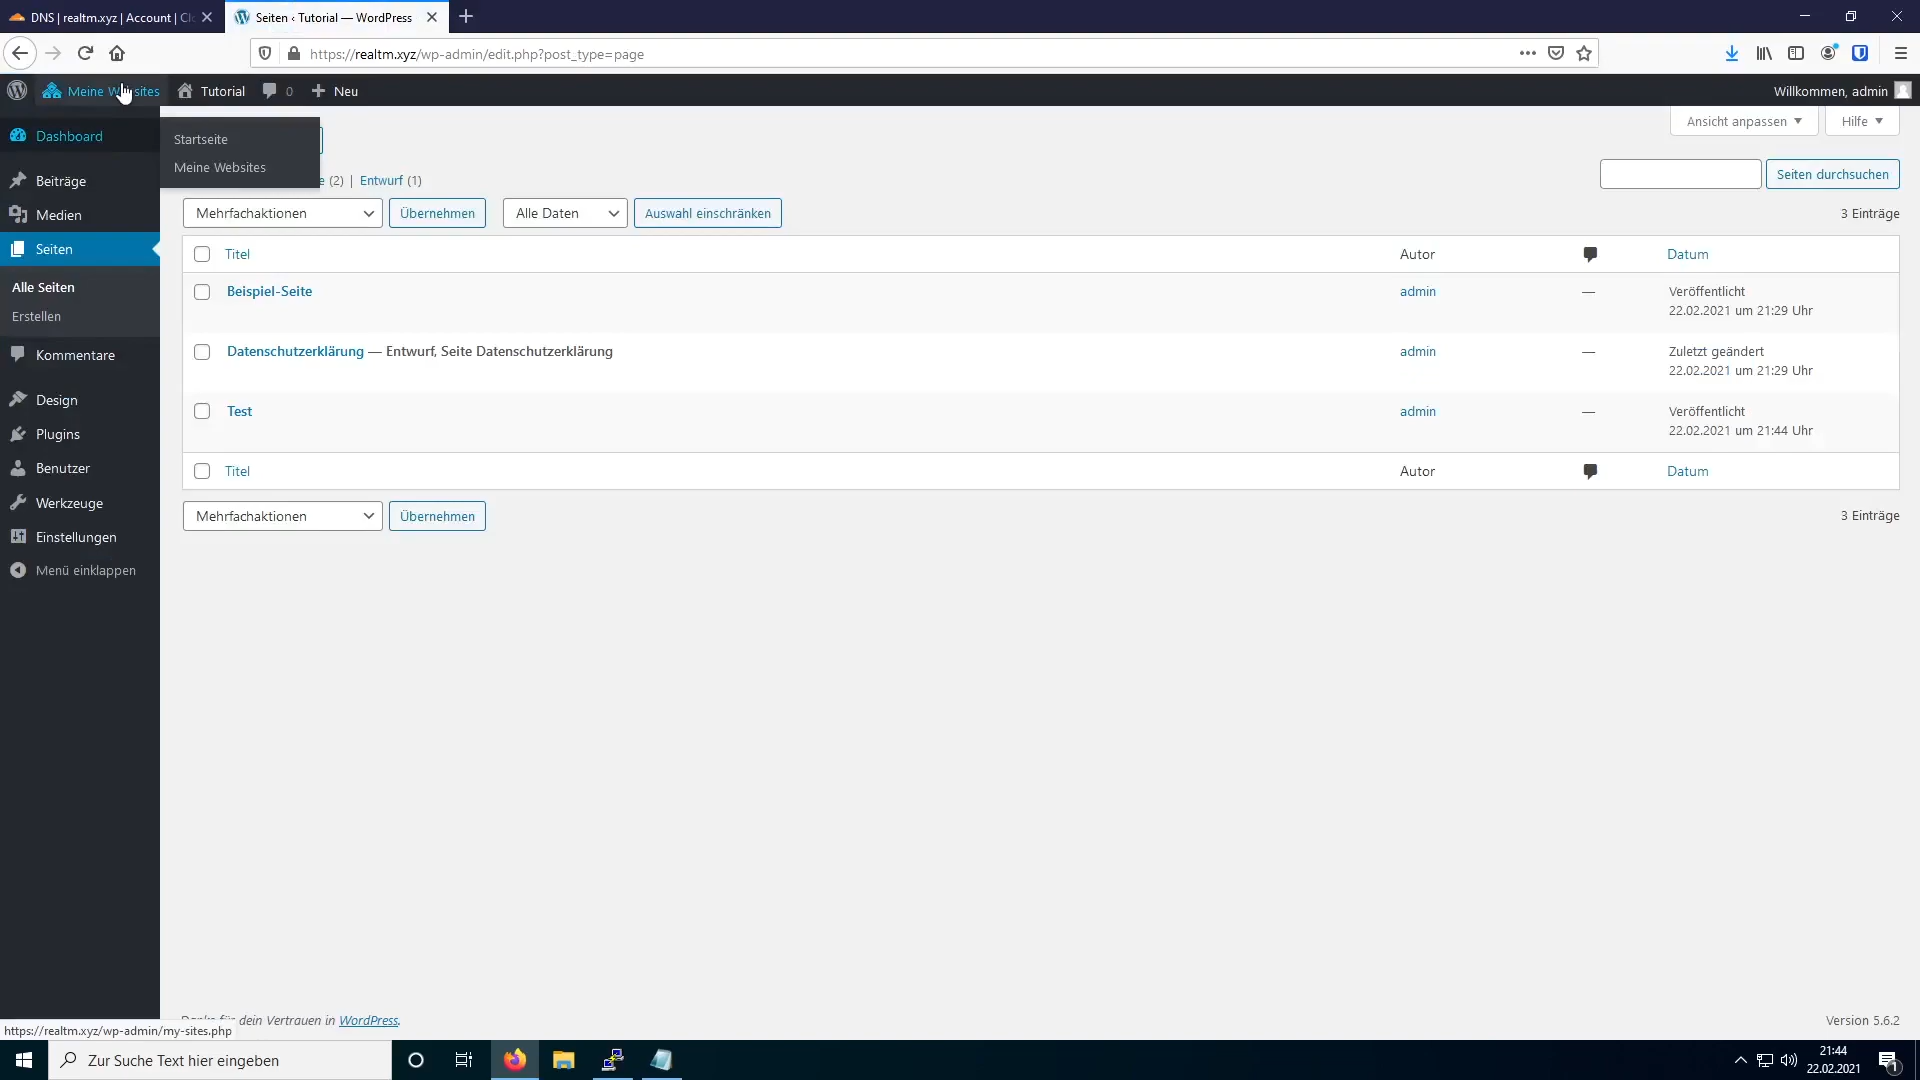 DNS | realtm.xyz | Account |
Seiten ‹ Tutorial — WordPress
https://realtm.xyz/wp-admin/edit.php?post_type=page
Meine Websites
Tutorial
0
Neu
Willkommen, admin
Dashboard
Startseite
Meine Websites
Ansicht anpassen
Hilfe
(2) | Entwurf (1)
Seiten durchsuchen
Beiträge
Medien
Seiten
Alle Seiten
Erstellen
Kommentare
Design
Plugins
Benutzer
Werkzeuge
Einstellungen
Menü einklappen
Mehrfachaktionen
Übernehmen
Alle Daten
Auswahl einschränken
3 Einträge
Titel
Autor
Datum
Beispiel-Seite
admin
—
Veröffentlicht
22.02.2021 um 21:29 Uhr
Datenschutzerklärung — Entwurf, Seite Datenschutzerklärung
admin
—
Zuletzt geändert
22.02.2021 um 21:29 Uhr
Test
admin
—
Veröffentlicht
22.02.2021 um 21:44 Uhr
Titel
Autor
Datum
Mehrfachaktionen
Übernehmen
3 Einträge
Danke für dein Vertrauen in WordPress.
Version 5.6.2
https://realtm.xyz/wp-admin/my-sites.php
Zur Suche Text hier eingeben
21:44
22.02.2021
1